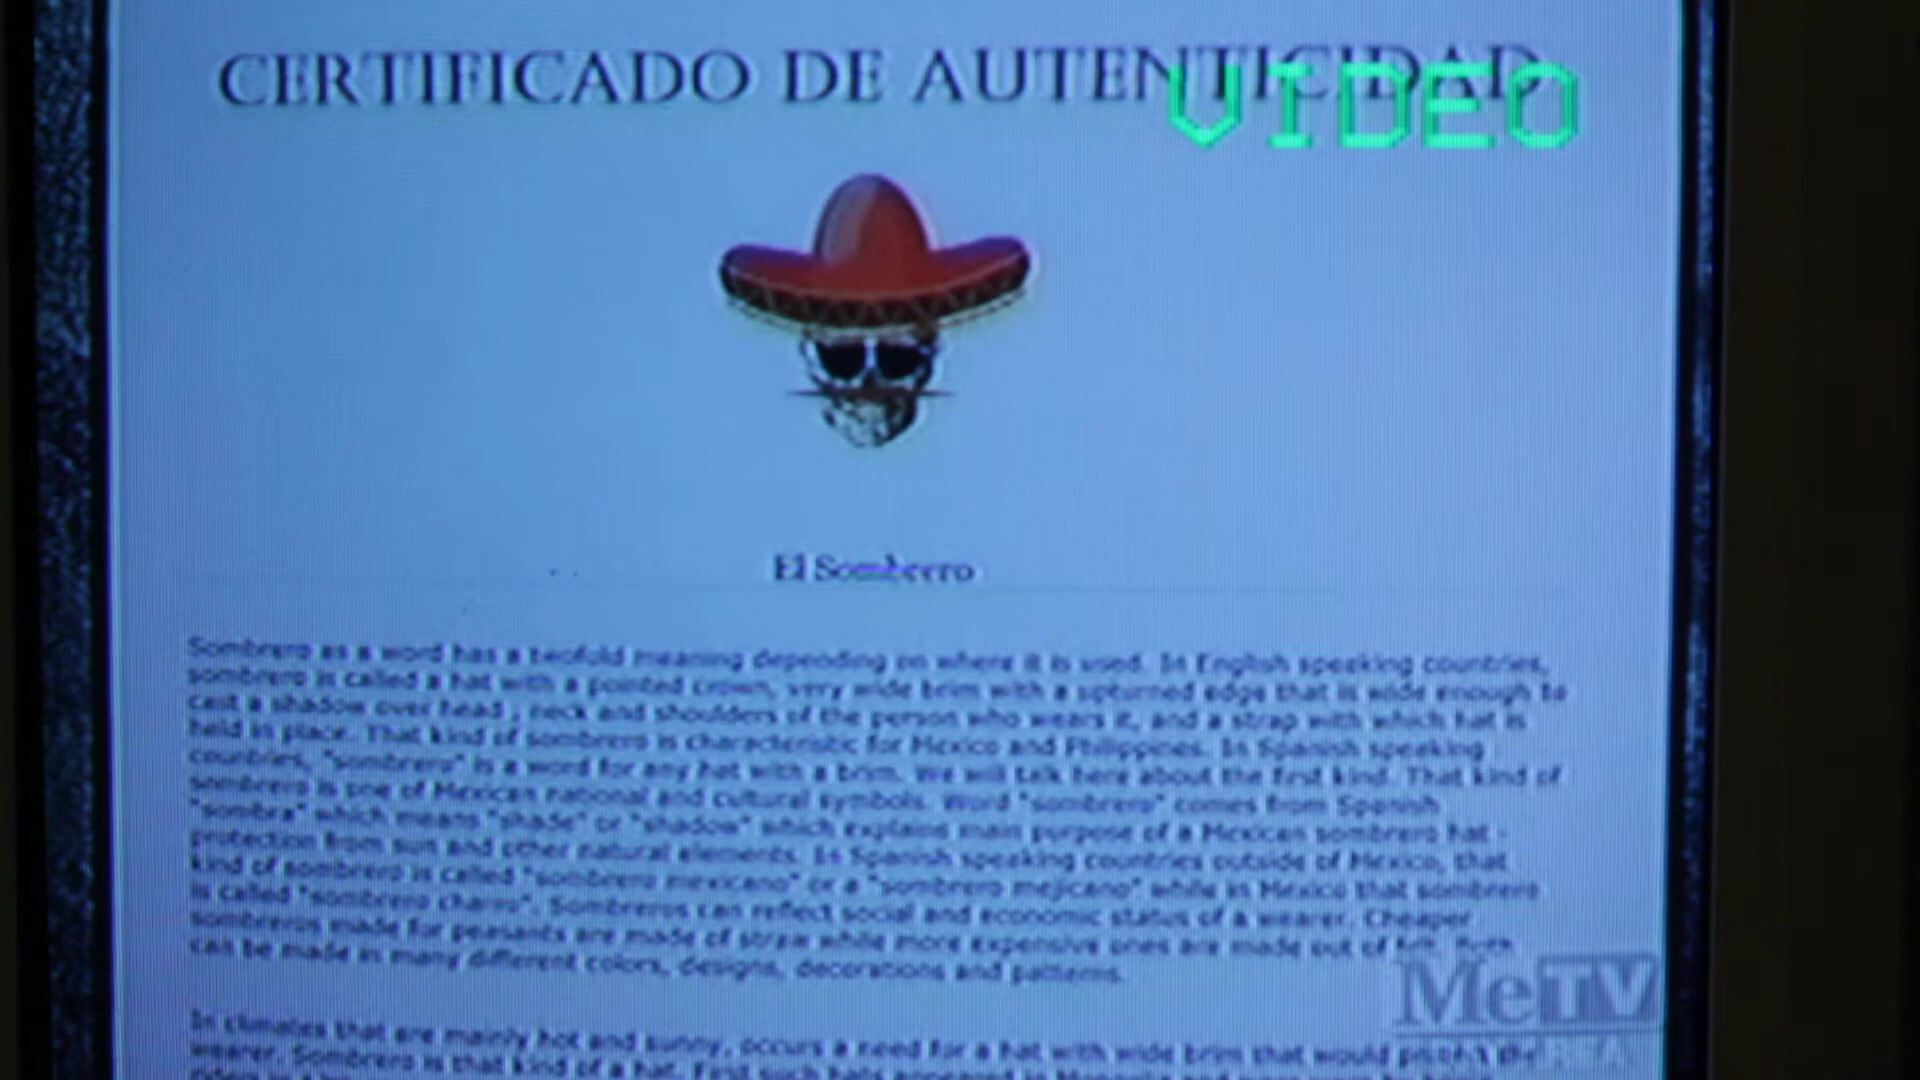 CERTIFICADO DE AUTENTICIDAD
VIDEO
El Sombrero
Sombrero as a word has a twofold meaning depending on where it is used. In English speaking countries,
sombrero is called a hat with a pointed crown, very wide brim with a upturned edge that is wide enough to
cast a shadow over head, neck and shoulders of the person who wears it, and a strap with which hat is
held in place. That kind of sombrero is characteristic for Mexico and Philippines. In Spanish speaking
countries, "sombrero" is a word for any hat with a brim. We will talk here about the first kind. That kind of
sombrero is one of Mexican national and cultural symbols. Word "sombrero" comes from Spanish
"sombra" which means "shade" or "shadow" which explains main purpose of a Mexican sombrero hat -
protection from sun and other natural elements. In Spanish speaking countries outside of Mexico, that
kind of sombrero is called "sombrero mexicano" or a "sombrero mejicano" while in Mexico that sombrero
is called "sombrero charro". Sombreros can reflect social and economic status of a wearer. Cheaper
sombreros made for peasants are made of straw while more expensive ones are made out of felt. Both
can be made in many different colors, designs, decorations and patterns.
In climates that are mainly hot and sunny, occurs a need for a hat with wide brim that would protect the
wearer. Sombrero is that kind of a hat. First such hats appeared in
MeTV